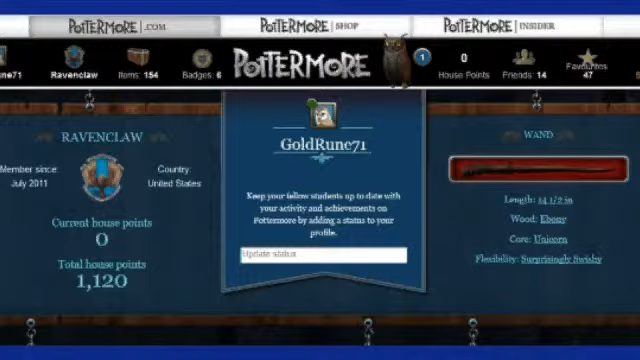 POTTERMORE .COM
POTTERMORE SHOP
POTTERMORE INSIDER
ne71
Ravenclaw
Items: 154
Badges: 6
POTTERMORE
1
0
House Points
Friends: 14
Favourites
47
RAVENCLAW
Member since:
July 2011
Country:
United States
Current house points
0
Total house points
1,120
GoldRune71
Keep your fellow students up to date with
your activity and achievements on
Pottermore by adding a status to your
profile.
Update status
WAND
Length: 14 1/2 in
Wood: Ebony
Core: Unicorn
Flexibility: Surprisingly Swishy